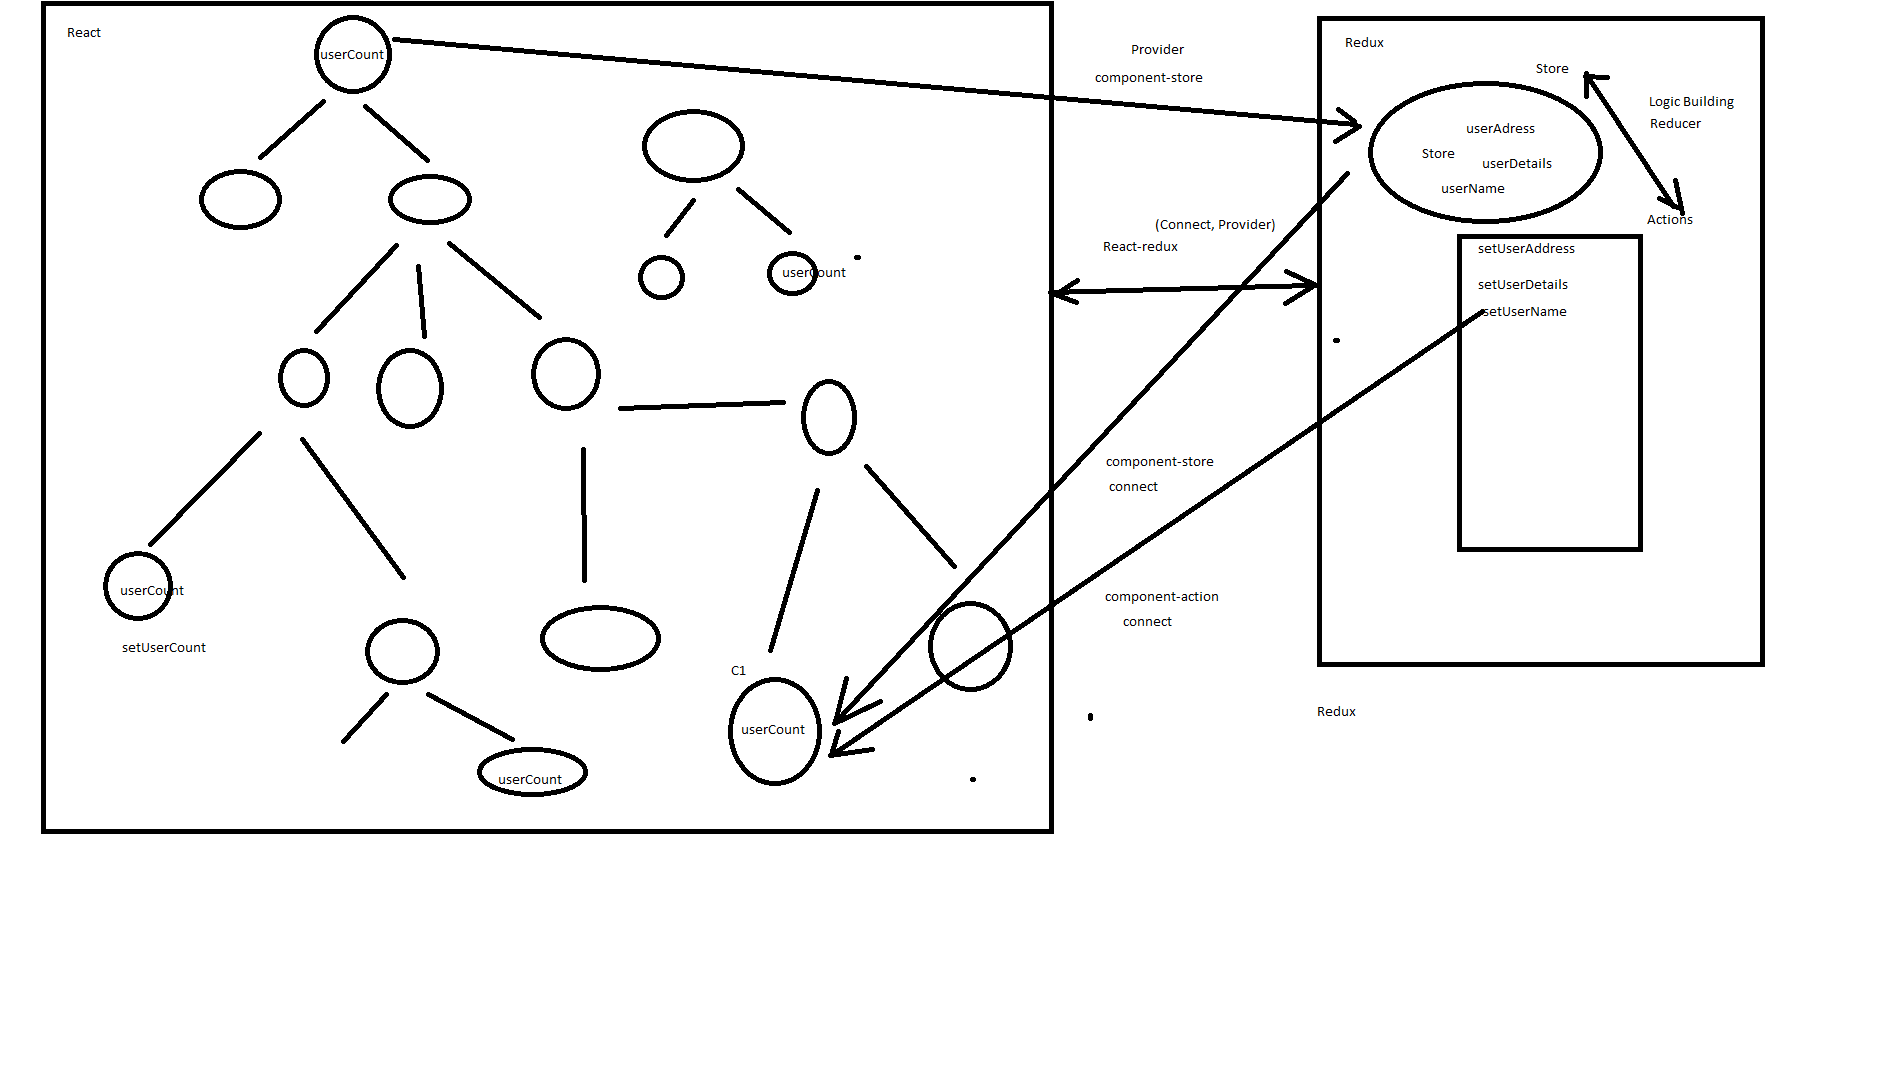 React
userCount
userCount
userCount
setUserCount
userCount
C1
userCount
Provider
component-store
(Connect, Provider)
React-redux
component-store
connect
component-action
connect
Redux
Store
Logic Building
Reducer
userAdress
Store
userDetails
userName
Actions
setUserAddress
setUserDetails
setUserName
Redux